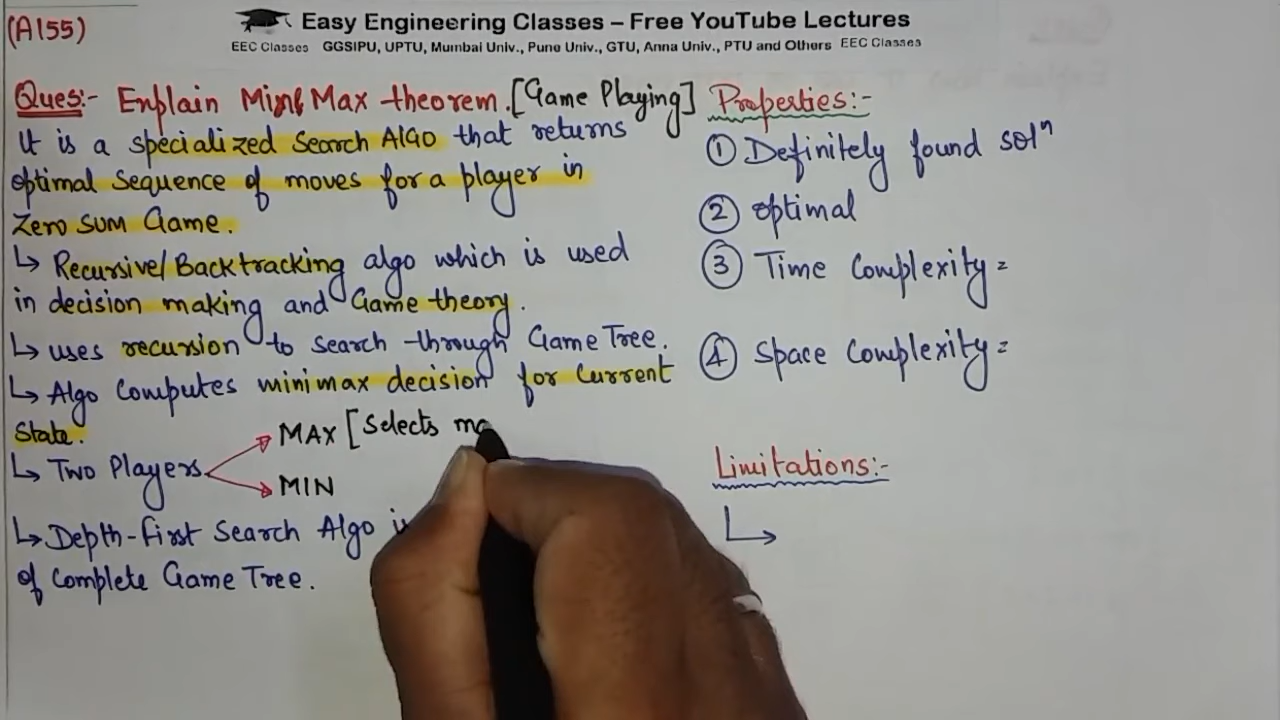 (AI55)
Easy Engineering Classes – Free YouTube Lectures
EEC Classes GGSIPU, UPTU, Mumbai Univ., Pune Univ., GTU, Anna Univ., PTU and Others EEC Classes
Ques:- Explain Max theorem. [Game Playing]
It is a specialized Search Algo that returns
optimal sequence of moves for a player in
Zero sum Game.
↳ Recursive/Backtracking algo which is used
in decision making and Game theory.
↳ uses recursion to search through Game Tree.
↳ Algo computes minimax decision for current
State.
↳ Two Players
MAX [Selects
MIN
↳ Depth-first Search Algo
of complete Game Tree.
Properties:-
① Definitely found solⁿ
② optimal
③ Time Complexity =
④ Space Complexity =
Limitations:-